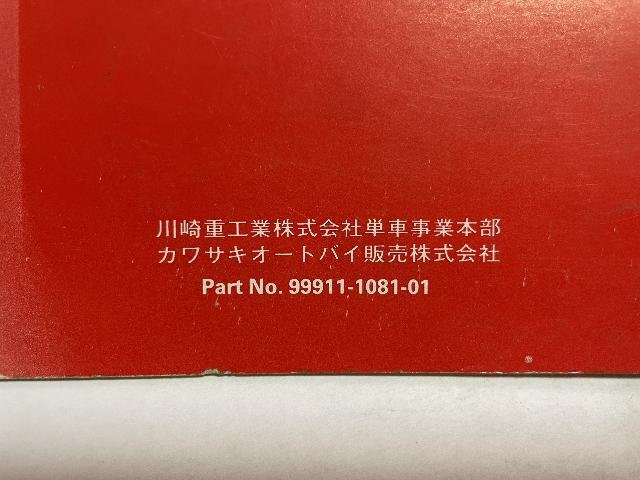 川崎重工業株式会社単車事業本部
カワサキオートバイ販売株式会社
Part No. 99911-1081-01